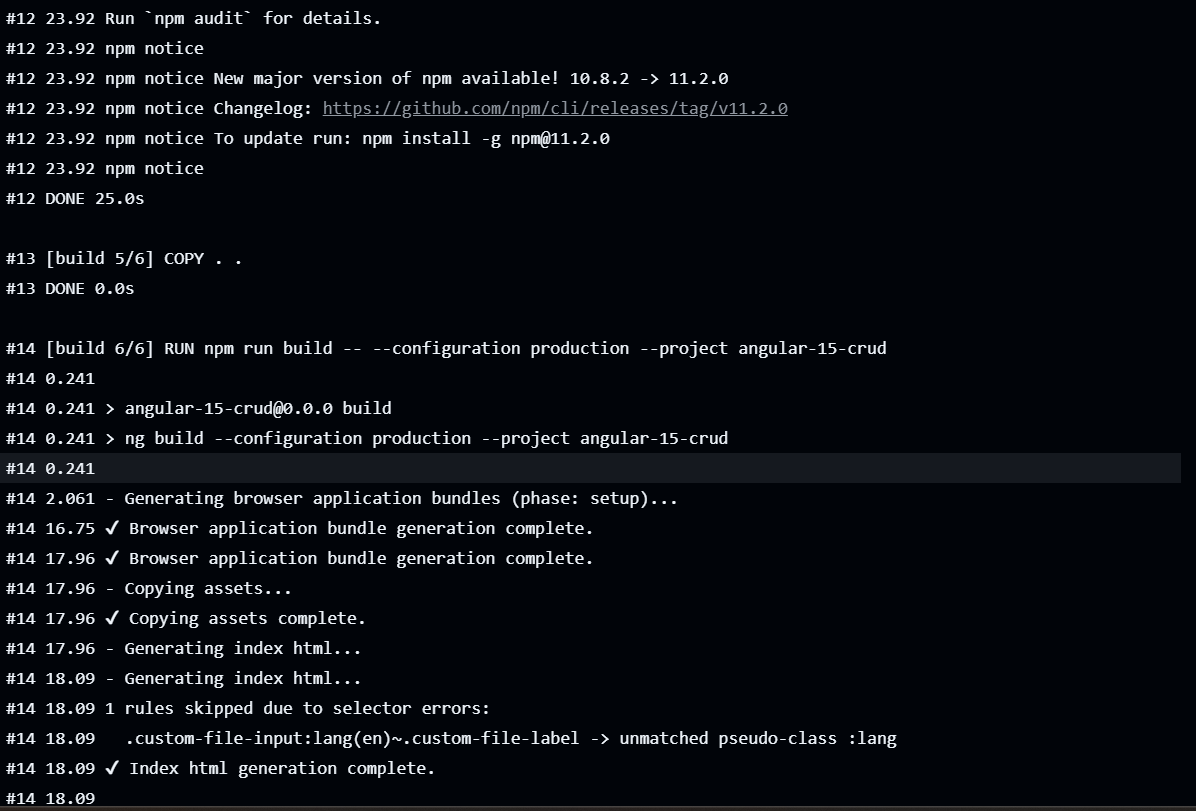 #12 23.92 Run `npm audit` for details.
#12 23.92 npm notice
#12 23.92 npm notice New major version of npm available! 10.8.2 -> 11.2.0
#12 23.92 npm notice Changelog: https://github.com/npm/cli/releases/tag/v11.2.0
#12 23.92 npm notice To update run: npm install -g npm@11.2.0
#12 23.92 npm notice
#12 DONE 25.0s
#13 [build 5/6] COPY . .
#13 DONE 0.0s
#14 [build 6/6] RUN npm run build -- --configuration production --project angular-15-crud
#14 0.241
#14 0.241 > angular-15-crud@0.0.0 build
#14 0.241 > ng build --configuration production --project angular-15-crud
#14 0.241
#14 2.061 - Generating browser application bundles (phase: setup)...
#14 16.75 ✔ Browser application bundle generation complete.
#14 17.96 ✔ Browser application bundle generation complete.
#14 17.96 - Copying assets...
#14 17.96 ✔ Copying assets complete.
#14 17.96 - Generating index html...
#14 18.09 - Generating index html...
#14 18.09 1 rules skipped due to selector errors:
#14 18.09   .custom-file-input:lang(en)~.custom-file-label -> unmatched pseudo-class :lang
#14 18.09 ✔ Index html generation complete.
#14 18.09